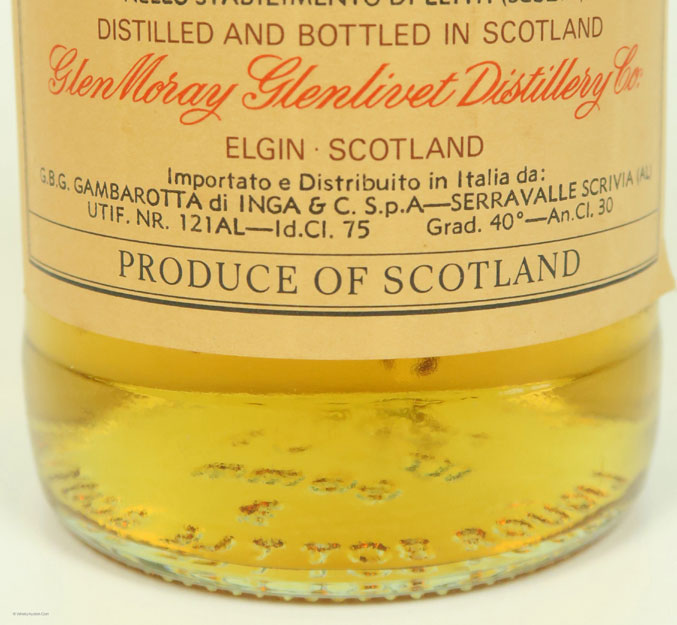 DISTILLED AND BOTTLED IN SCOTLAND
Glen Moray Glenlivet Distillery Co.
ELGIN · SCOTLAND
Importato e Distribuito in Italia da:
G.B.G. GAMBAROTTA di INGA & C. S.p.A—SERRAVALLE SCRIVIA (AL)
UTIF. NR. 121AL—Id.Cl. 75 Grad. 40°—An.Cl. 30
PRODUCE OF SCOTLAND